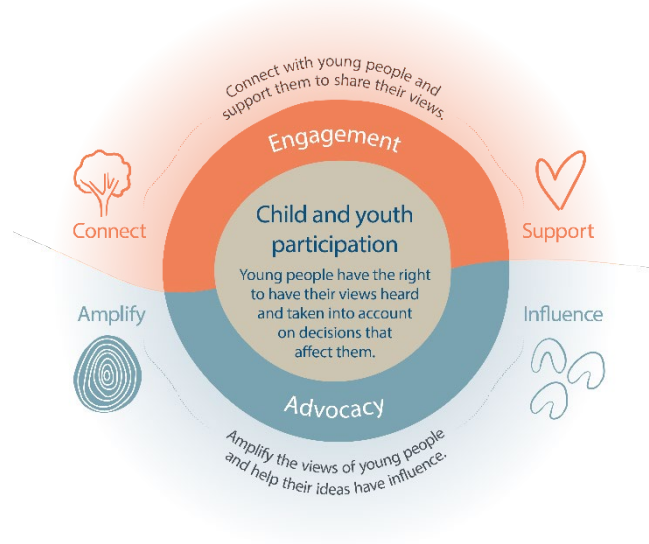 Connect with young people and
support them to share their views.
Engagement
Connect
Support
Child and youth
participation
Young people have the right
to have their views heard
and taken into account
on decisions that
affect them.
Amplify
Influence
Advocacy
Amplify the views of young people
and help their ideas have influence.